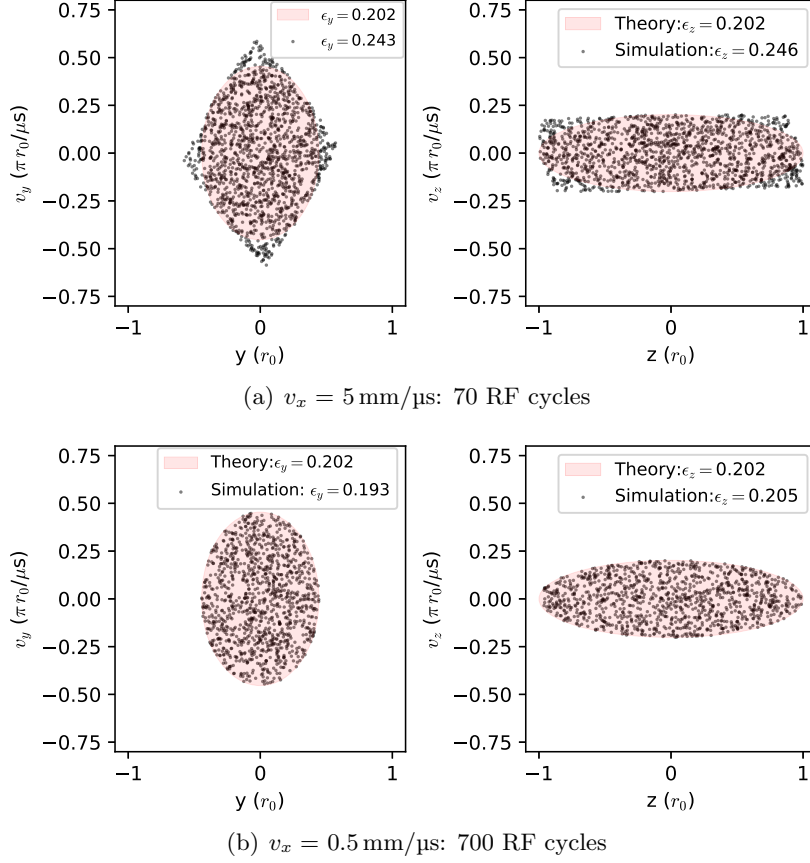 ϵ_y = 0.202
ϵ_y = 0.243
0.75
0.50
0.25
0.00
−0.25
−0.50
−0.75
v_y (π r_0/μs)
−1 0 1
y (r_0)
Theory:ϵ_z = 0.202
Simulation:ϵ_z = 0.246
0.75
0.50
0.25
0.00
−0.25
−0.50
−0.75
v_z (π r_0/μs)
−1 0 1
z (r_0)
(a) v_x = 5 mm/μs: 70 RF cycles
Theory:ϵ_y = 0.202
Simulation: ϵ_y = 0.193
0.75
0.50
0.25
0.00
−0.25
−0.50
−0.75
v_y (π r_0/μs)
−1 0 1
y (r_0)
Theory:ϵ_z = 0.202
Simulation:ϵ_z = 0.205
0.75
0.50
0.25
0.00
−0.25
−0.50
−0.75
v_z (π r_0/μs)
−1 0 1
z (r_0)
(b) v_x = 0.5 mm/μs: 700 RF cycles